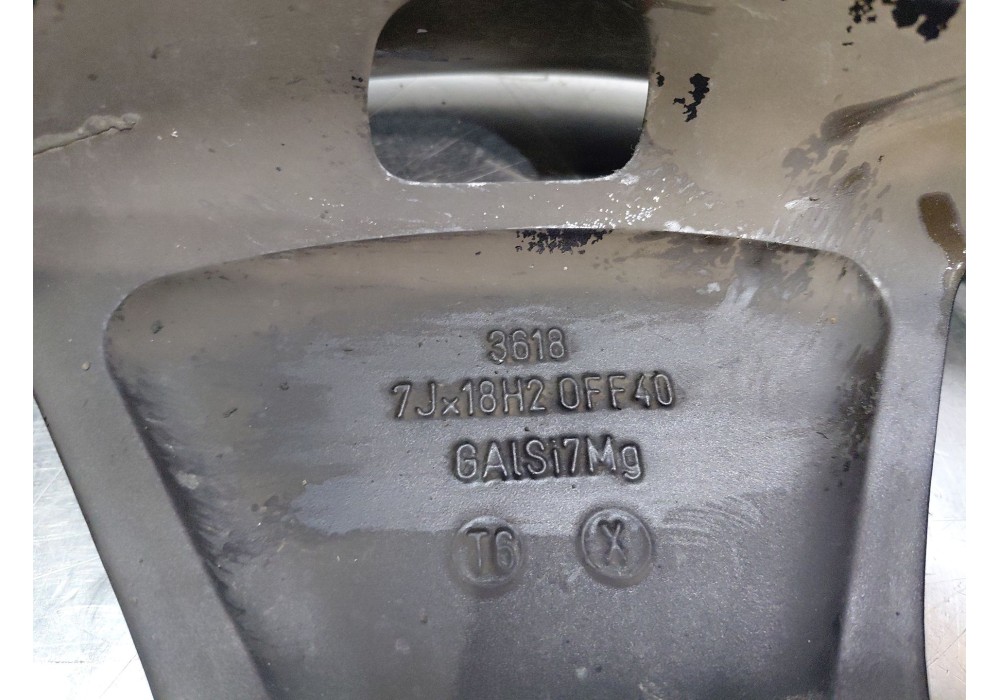 3618
7Jx18H2 OFF40
GAlSi7Mg
T6 X